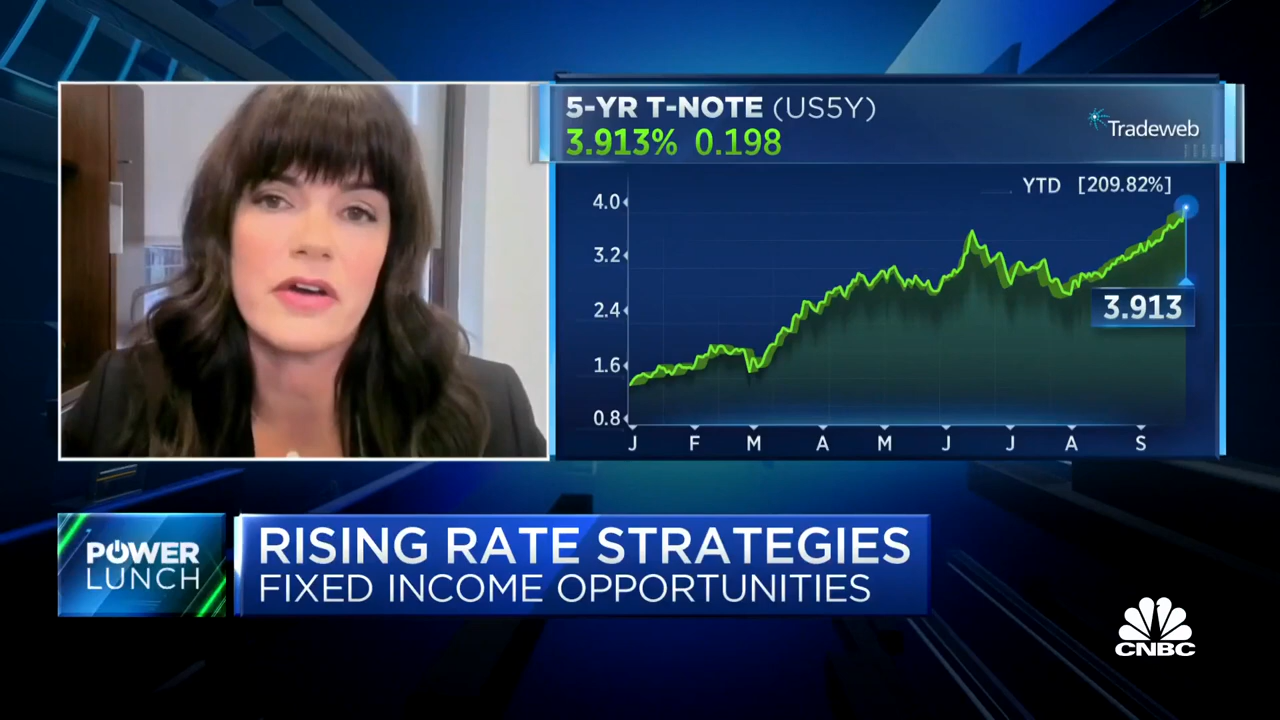 5-YR T-NOTE (US5Y)
3.913% 0.198
Tradeweb
YTD [209.82%]
4.0
3.2
2.4
1.6
0.8
3.913
J F M A M J J A S
POWER
LUNCH
RISING RATE STRATEGIES
FIXED INCOME OPPORTUNITIES
CNBC